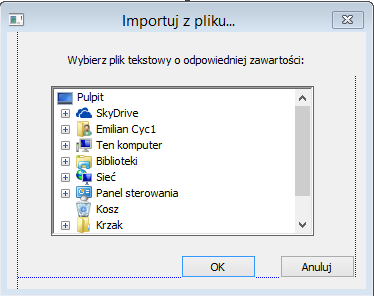 Importuj z pliku...
Wybierz plik tekstowy o odpowiedniej zawartości:
Pulpit
SkyDrive
Emilian Cyc1
Ten komputer
Biblioteki
Sieć
Panel sterowania
Kosz
Krzak
OK
Anuluj